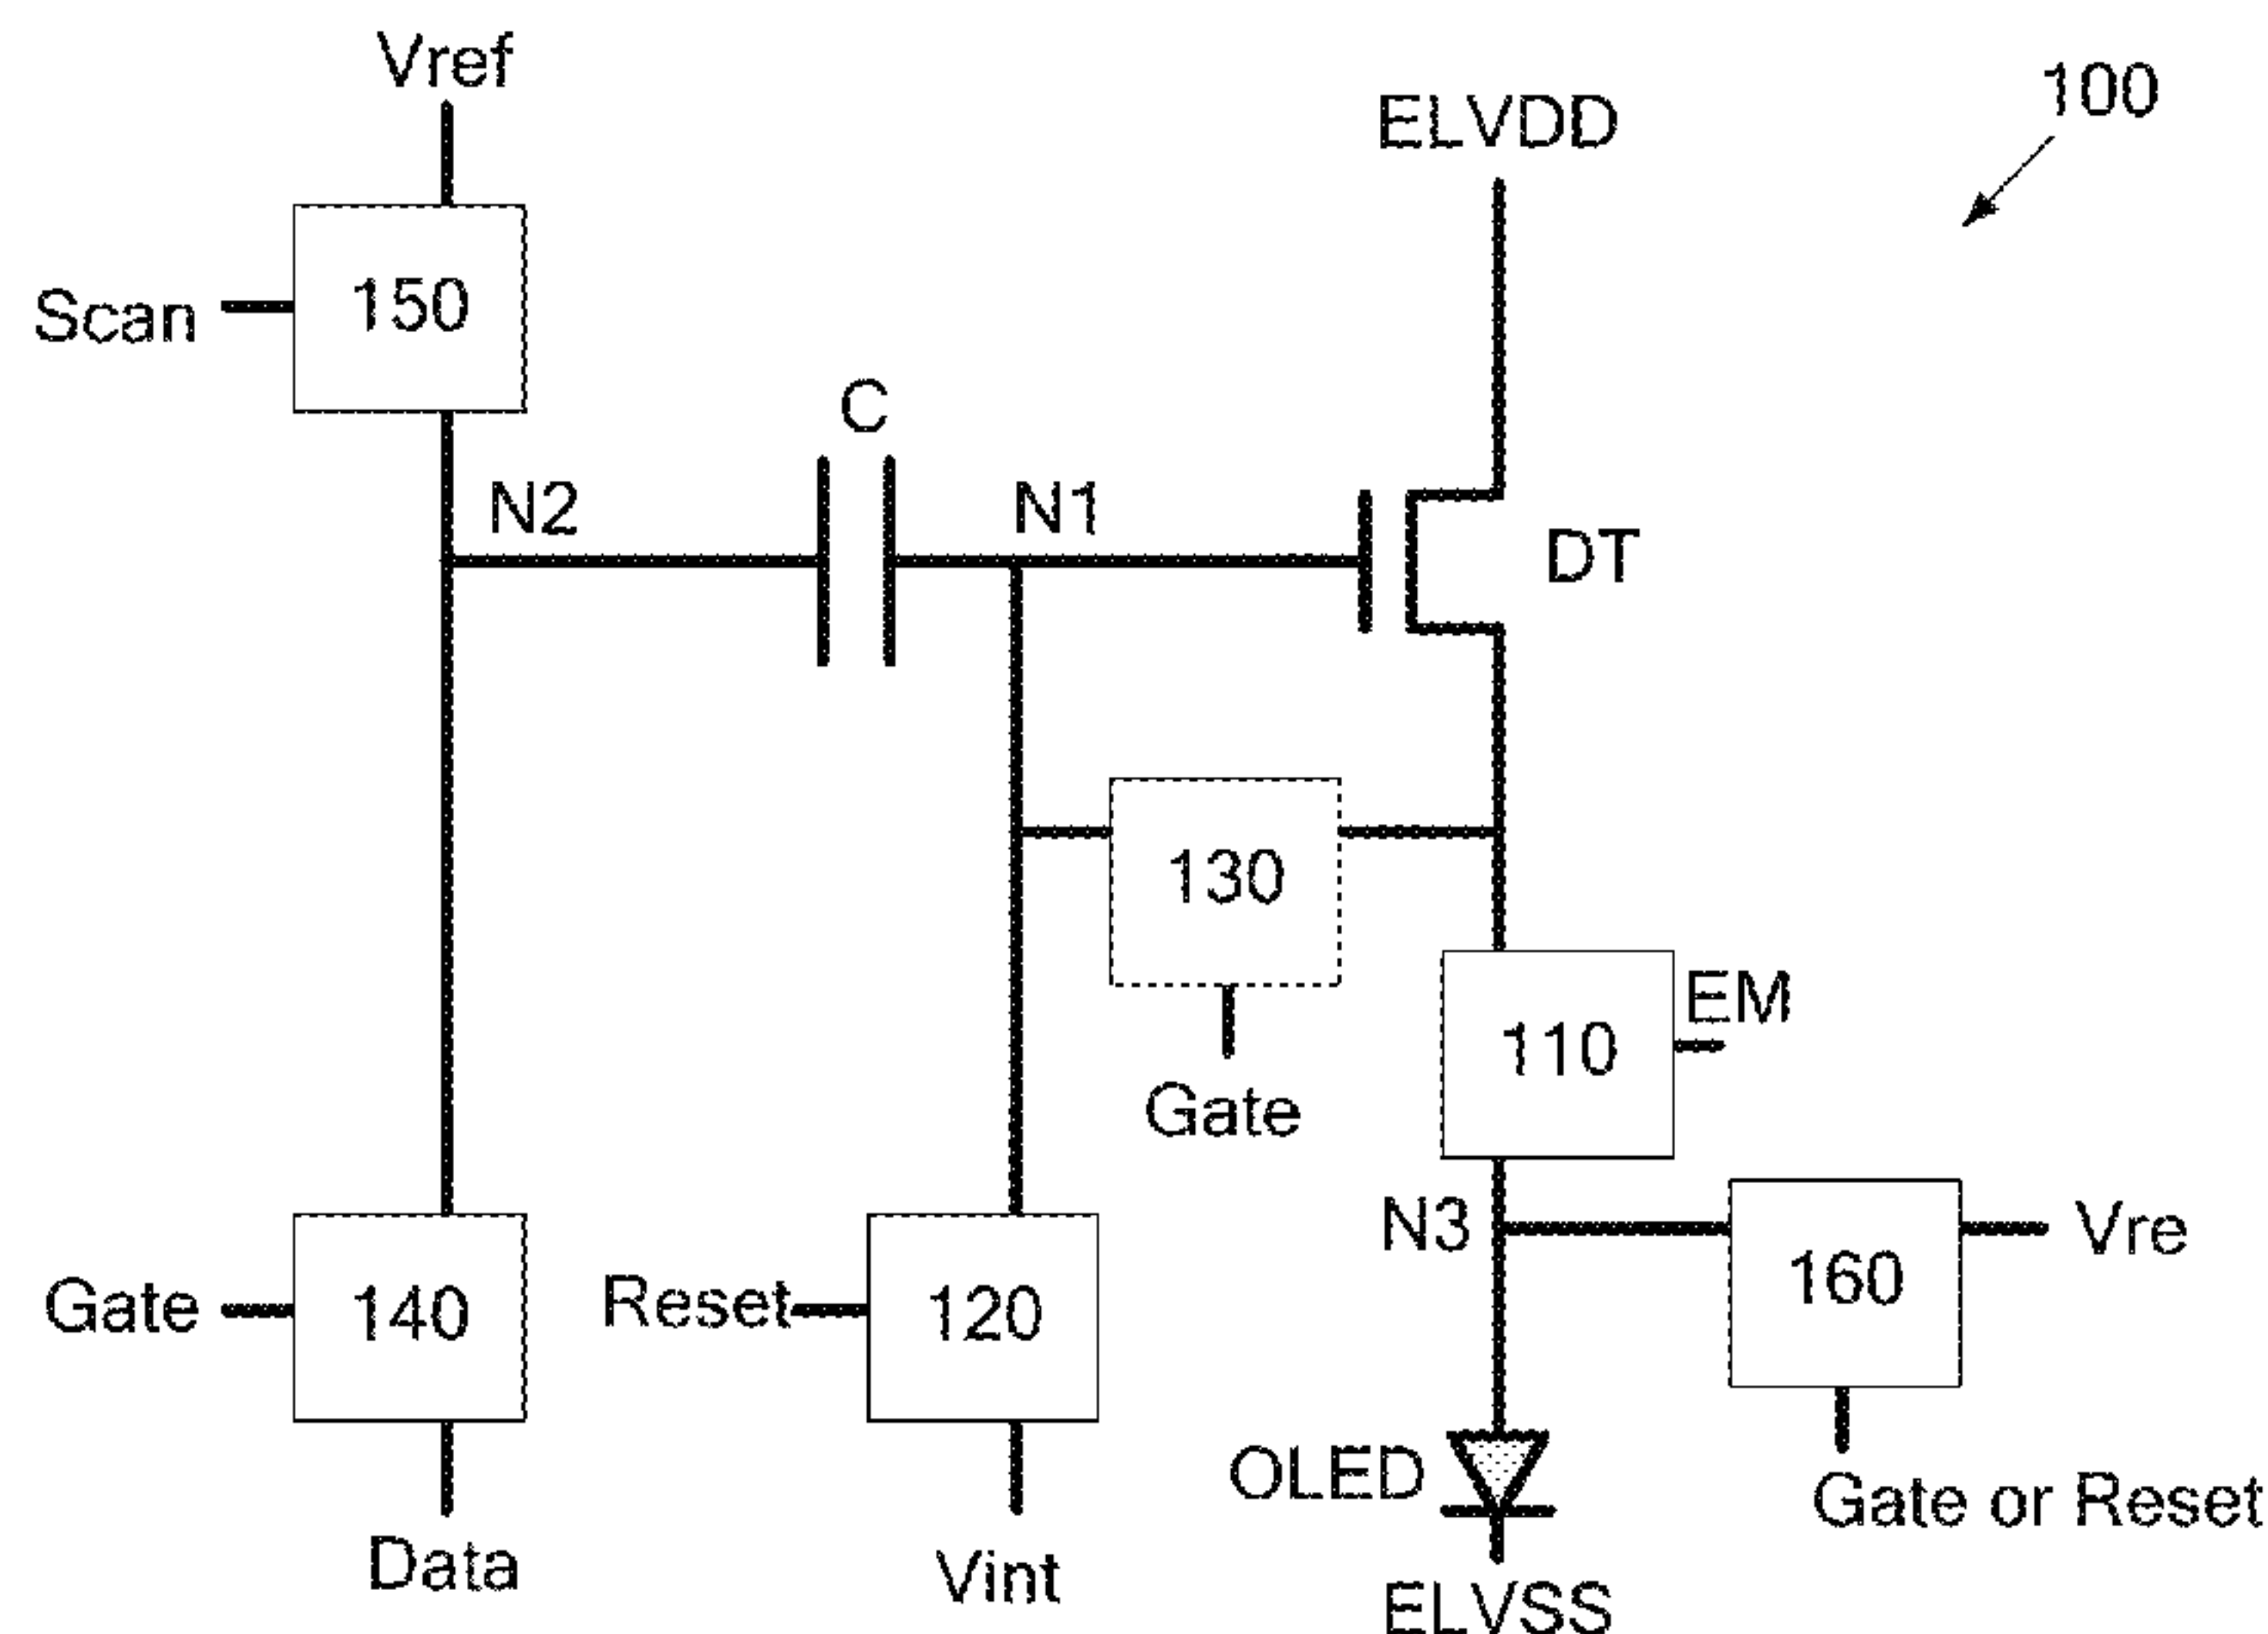 Vref
100
ELVDD
150
Scan
C
N2
N1
DT
130
EM
110
Gate
N3
Vre
160
Gate
140
Reset
120
OLED
Gate or Reset
Data
Vint
ELVSS